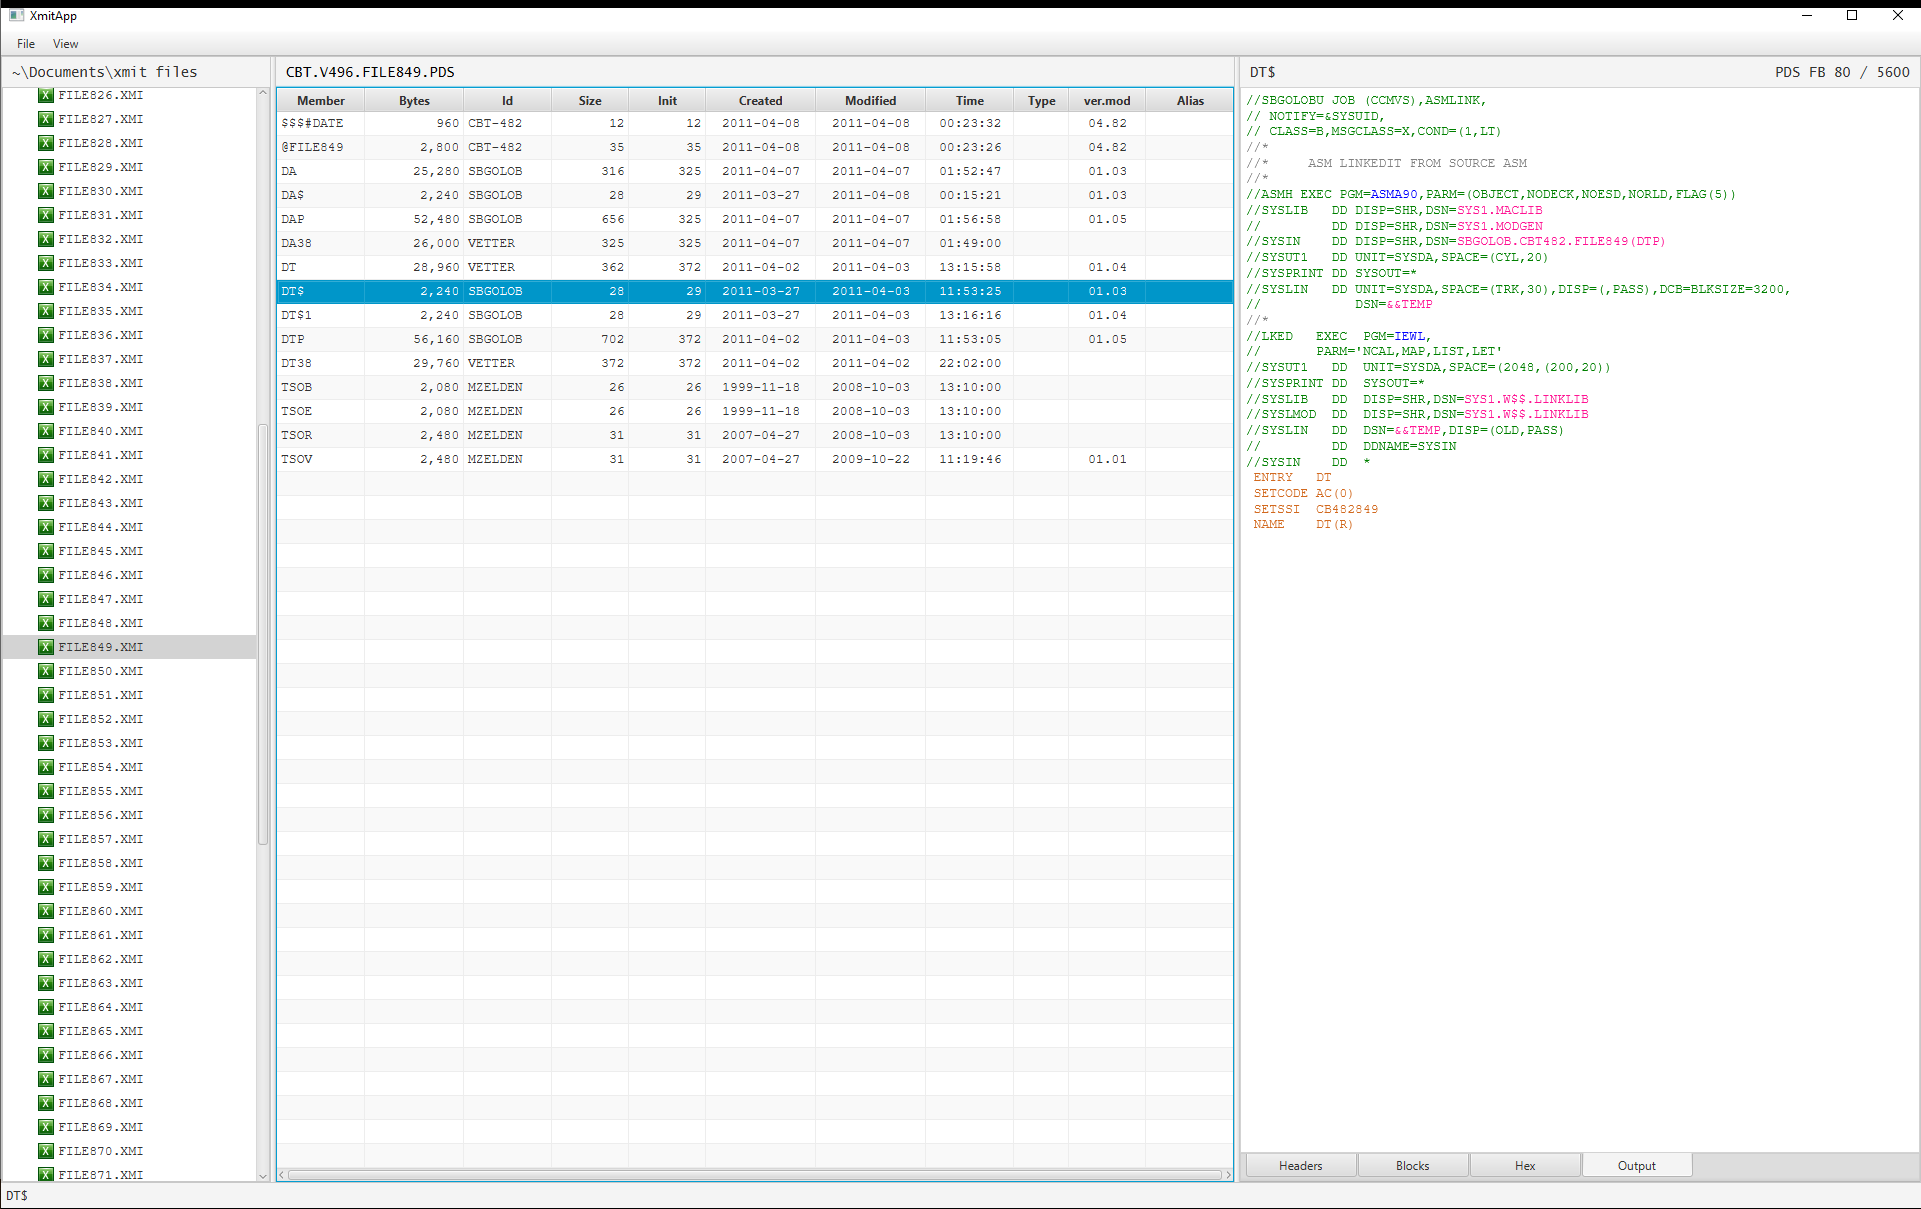 XmitApp
File View
~\Documents\xmit files
FILE826.XMI
FILE827.XMI
FILE828.XMI
FILE829.XMI
FILE830.XMI
FILE831.XMI
FILE832.XMI
FILE833.XMI
FILE834.XMI
FILE835.XMI
FILE836.XMI
FILE837.XMI
FILE838.XMI
FILE839.XMI
FILE840.XMI
FILE841.XMI
FILE842.XMI
FILE843.XMI
FILE844.XMI
FILE845.XMI
FILE846.XMI
FILE847.XMI
FILE848.XMI
FILE849.XMI
FILE850.XMI
FILE851.XMI
FILE852.XMI
FILE853.XMI
FILE854.XMI
FILE855.XMI
FILE856.XMI
FILE857.XMI
FILE858.XMI
FILE859.XMI
FILE860.XMI
FILE861.XMI
FILE862.XMI
FILE863.XMI
FILE864.XMI
FILE865.XMI
FILE866.XMI
FILE867.XMI
FILE868.XMI
FILE869.XMI
FILE870.XMI
FILE871.XMI
CBT.V496.FILE849.PDS
Member Bytes Id Size Init Created Modified Time Type ver.mod Alias
$$$#DATE 960 CBT-482 12 12 2011-04-08 2011-04-08 00:23:32 04.82
@FILE849 2,800 CBT-482 35 35 2011-04-08 2011-04-08 00:23:26 04.82
DA 25,280 SBGOLOB 316 325 2011-04-07 2011-04-07 01:52:47 01.03
DA$ 2,240 SBGOLOB 28 29 2011-03-27 2011-04-08 00:15:21 01.03
DAP 52,480 SBGOLOB 656 325 2011-04-07 2011-04-07 01:56:58 01.05
DA38 26,000 VETTER 325 325 2011-04-07 2011-04-07 01:49:00
DT 28,960 VETTER 362 372 2011-04-02 2011-04-03 13:15:58 01.04
DT$ 2,240 SBGOLOB 28 29 2011-03-27 2011-04-03 11:53:25 01.03
DT$1 2,240 SBGOLOB 28 29 2011-03-27 2011-04-03 13:16:16 01.04
DTP 56,160 SBGOLOB 702 372 2011-04-02 2011-04-03 11:53:05 01.05
DT38 29,760 VETTER 372 372 2011-04-02 2011-04-02 22:02:00
TSOB 2,080 MZELDEN 26 26 1999-11-18 2008-10-03 13:10:00
TSOE 2,080 MZELDEN 26 26 1999-11-18 2008-10-03 13:10:00
TSOR 2,480 MZELDEN 31 31 2007-04-27 2008-10-03 13:10:00
TSOV 2,480 MZELDEN 31 31 2007-04-27 2009-10-22 11:19:46 01.01
DT$ PDS FB 80 / 5600
//SBGOLOBU JOB (CCMVS),ASMLINK,
// NOTIFY=&SYSUID,
// CLASS=B,MSGCLASS=X,COND=(1,LT)
//*
//*     ASM LINKEDIT FROM SOURCE ASM
//*
//ASMH EXEC PGM=ASMA90,PARM=(OBJECT,NODECK,NOESD,NORLD,FLAG(5))
//SYSLIB   DD DISP=SHR,DSN=SYS1.MACLIB
//         DD DISP=SHR,DSN=SYS1.MODGEN
//SYSIN    DD DISP=SHR,DSN=SBGOLOB.CBT482.FILE849(DTP)
//SYSUT1   DD UNIT=SYSDA,SPACE=(CYL,20)
//SYSPRINT DD SYSOUT=*
//SYSLIN   DD UNIT=SYSDA,SPACE=(TRK,30),DISP=(,PASS),DCB=BLKSIZE=3200,
//            DSN=&&TEMP
//*
//LKED   EXEC  PGM=IEWL,
//       PARM='NCAL,MAP,LIST,LET'
//SYSUT1   DD  UNIT=SYSDA,SPACE=(2048,(200,20))
//SYSPRINT DD  SYSOUT=*
//SYSLIB   DD  DISP=SHR,DSN=SYS1.W$$.LINKLIB
//SYSLMOD  DD  DISP=SHR,DSN=SYS1.W$$.LINKLIB
//SYSLIN   DD  DSN=&&TEMP,DISP=(OLD,PASS)
//         DD  DDNAME=SYSIN
//SYSIN    DD  *
 ENTRY   DT
 SETCODE AC(0)
 SETSSI  CB482849
 NAME    DT(R)
Headers Blocks Hex Output
DT$